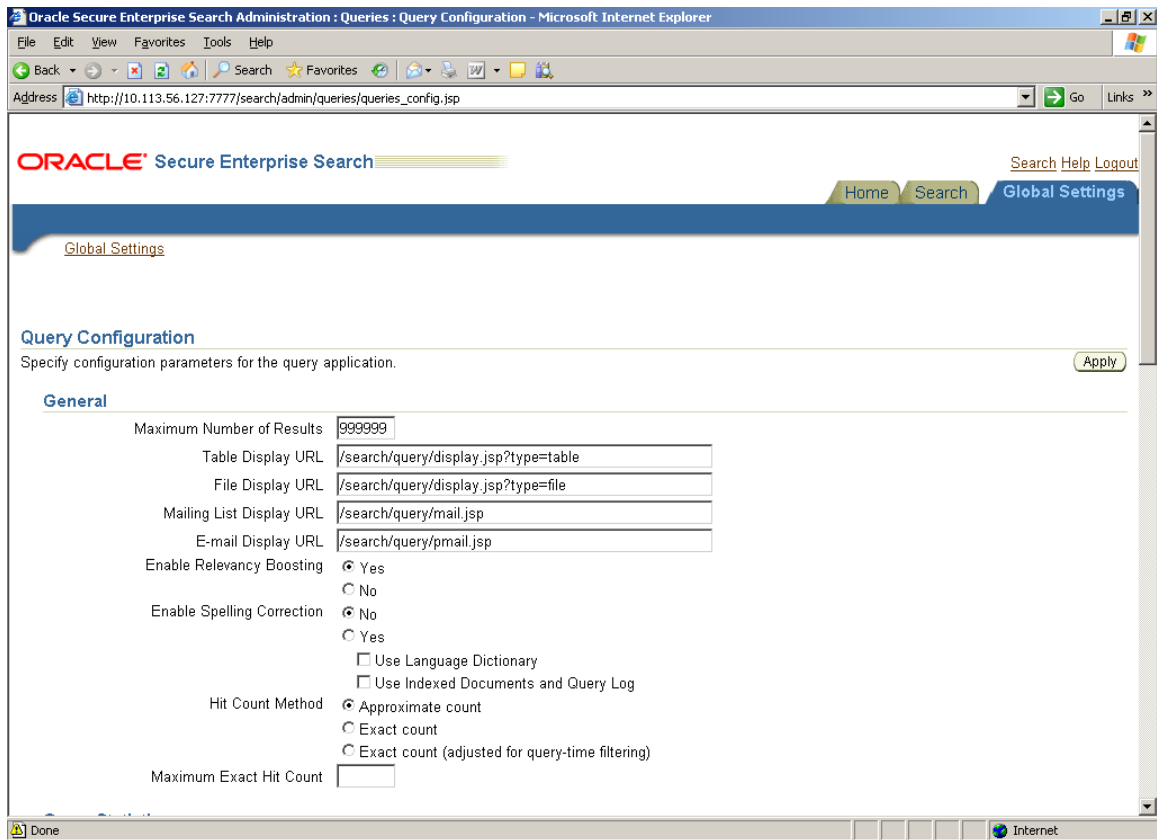 Oracle Secure Enterprise Search Administration : Queries : Query Configuration - Microsoft Internet Explorer
File Edit View Favorites Tools Help
Back Search Favorites
Address http://10.113.56.127:7777/search/admin/queries/queries_config.jsp Go Links »
ORACLE Secure Enterprise Search
Search Help Logout
Home Search Global Settings
Global Settings
Query Configuration
Specify configuration parameters for the query application. Apply
General
Maximum Number of Results 999999
Table Display URL /search/query/display.jsp?type=table
File Display URL /search/query/display.jsp?type=file
Mailing List Display URL /search/query/mail.jsp
E-mail Display URL /search/query/pmail.jsp
Enable Relevancy Boosting Yes
No
Enable Spelling Correction No
Yes
Use Language Dictionary
Use Indexed Documents and Query Log
Hit Count Method Approximate count
Exact count
Exact count (adjusted for query-time filtering)
Maximum Exact Hit Count
Done Internet